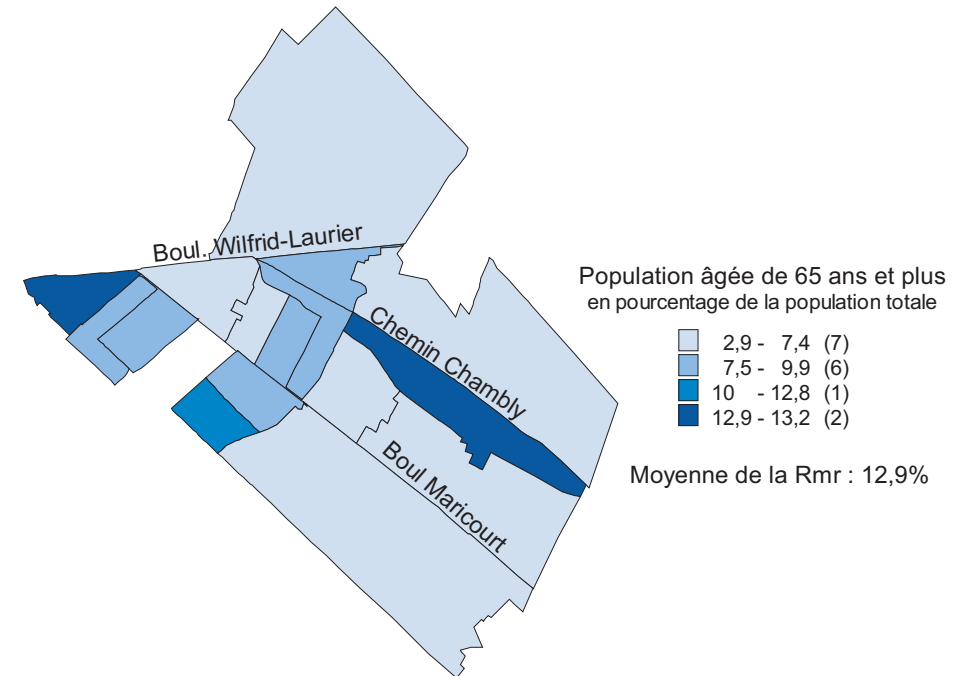 Boul. Wilfrid-Laurier
Population âgée de 65 ans et plus
en pourcentage de la population totale
Chemin Chambly
2,9 - 7,4 (7)
7,5 - 9,9 (6)
10 - 12,8 (1)
12,9 - 13,2 (2)
Boul Maricourt
Moyenne de la Rmr : 12,9%